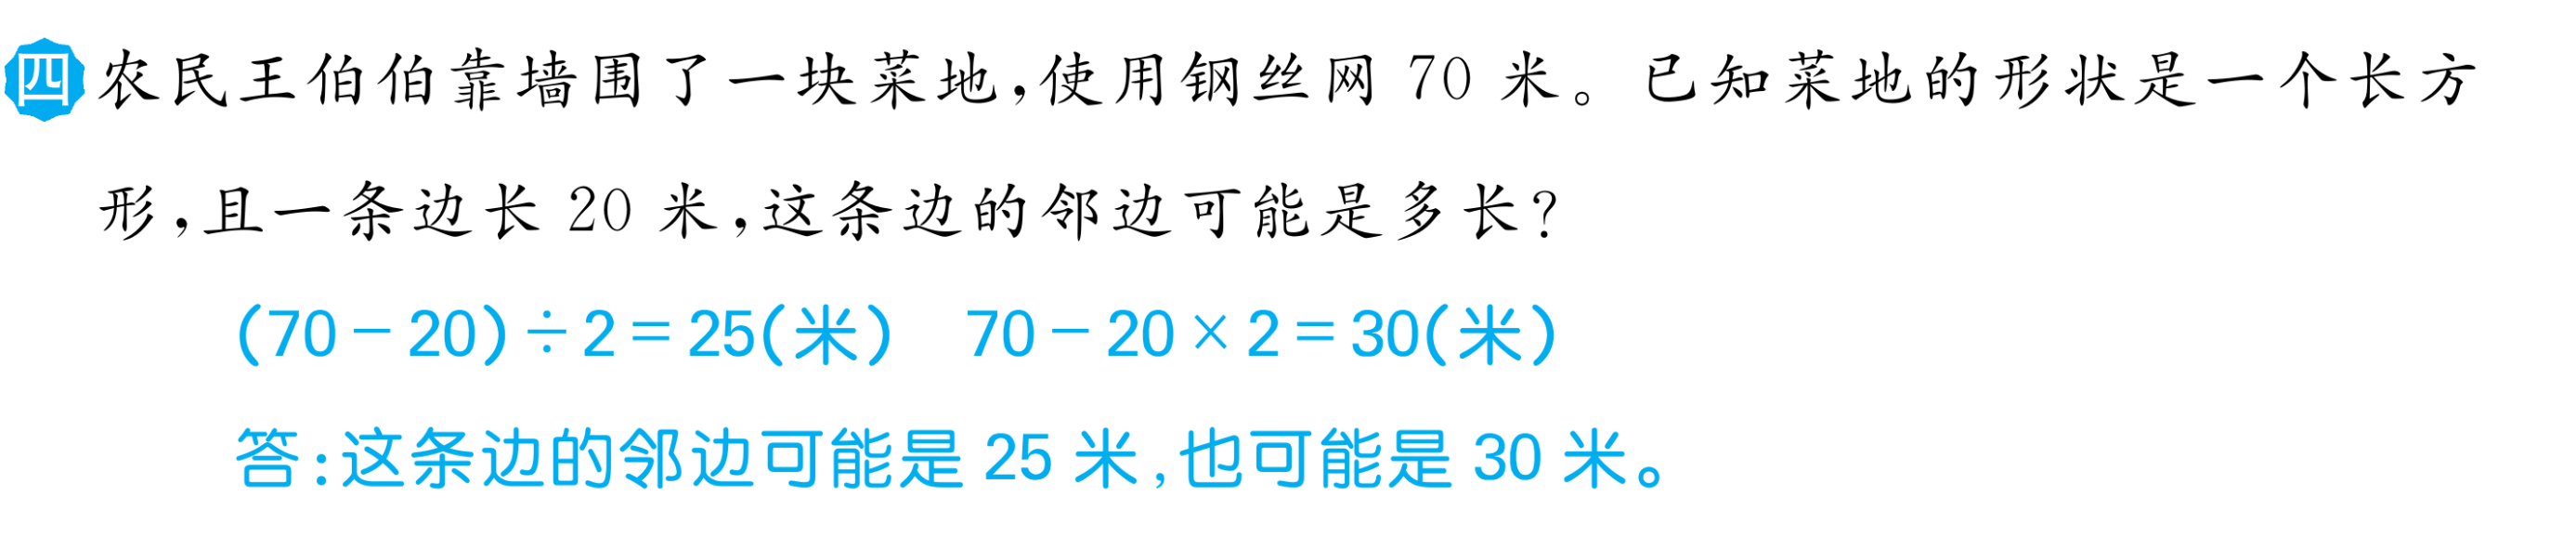 四 农民王伯伯靠墙围了一块菜地,使用钢丝网 70 米。已知菜地的形状是一个长方
形,且一条边长 20 米,这条边的邻边可能是多长?
(70－20)÷2＝25(米) 70－20×2＝30(米)
答:这条边的邻边可能是 25 米,也可能是 30 米。